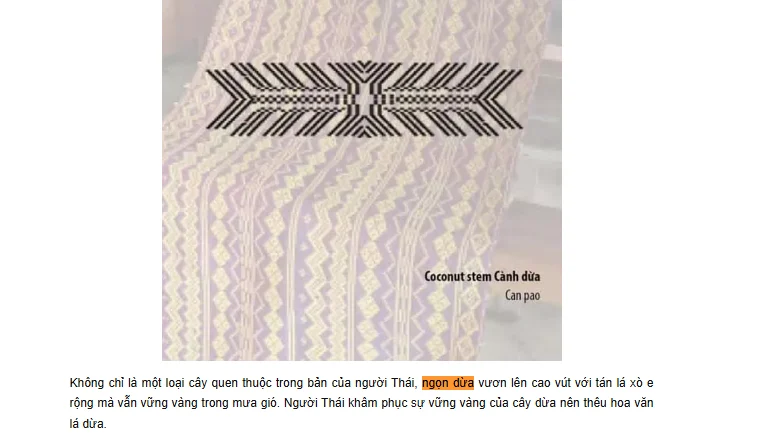 Coconut stem Cành dừa
Can pao
Không chỉ là một loại cây quen thuộc trong bản của người Thái, ngọn dừa vươn lên cao vút với tán lá xò e
rộng mà vẫn vững vàng trong mưa gió. Người Thái khâm phục sự vững vàng của cây dừa nên thêu hoa văn
lá dừa.